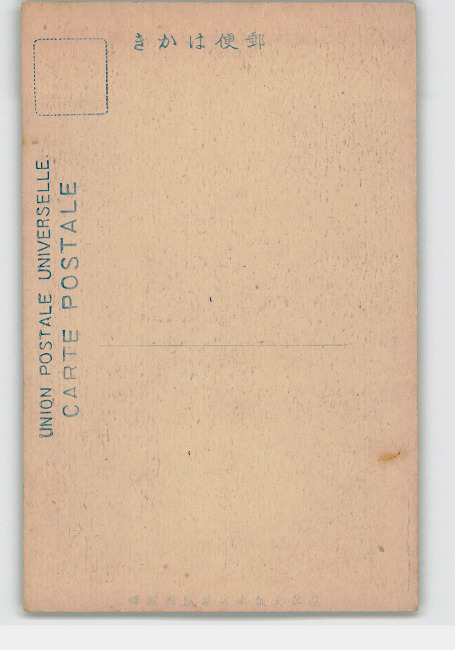 郵便はかき
UNION POSTALE UNIVERSELLE.
CARTE POSTALE